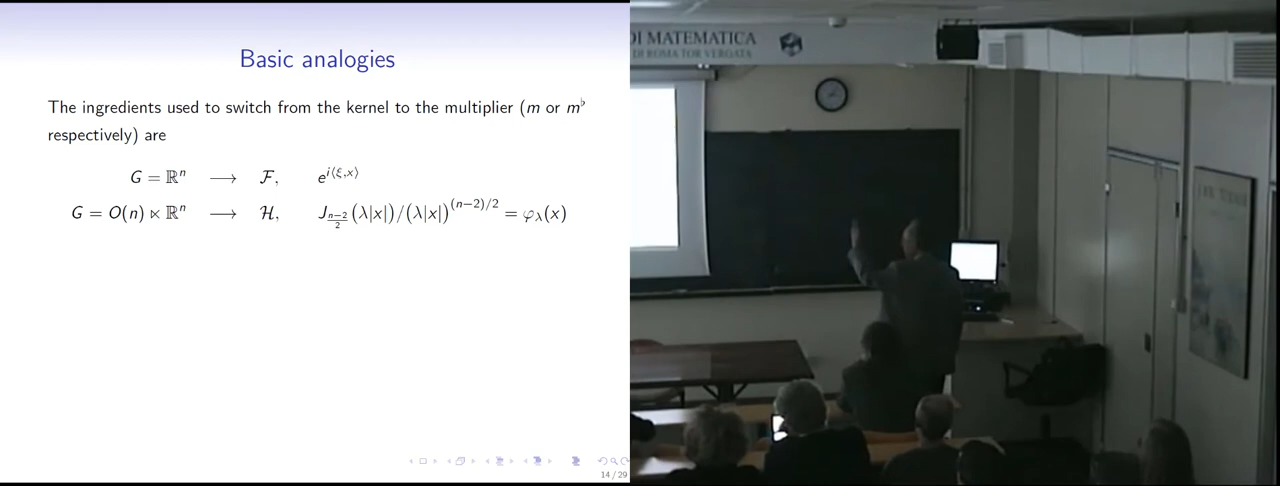 Basic analogies
The ingredients used to switch from the kernel to the multiplier (m or m♭
respectively) are
G = ℝⁿ ⟶ ℱ, e^{i⟨ξ,x⟩}
G = O(n) ⋉ ℝⁿ ⟶ ℋ, J_{\frac{n−2}{2}}(λ|x|)/(λ|x|)^{(n−2)/2} = φ_λ(x)
14 / 29
DI MATEMATICA
DI ROMA TOR VERGATA